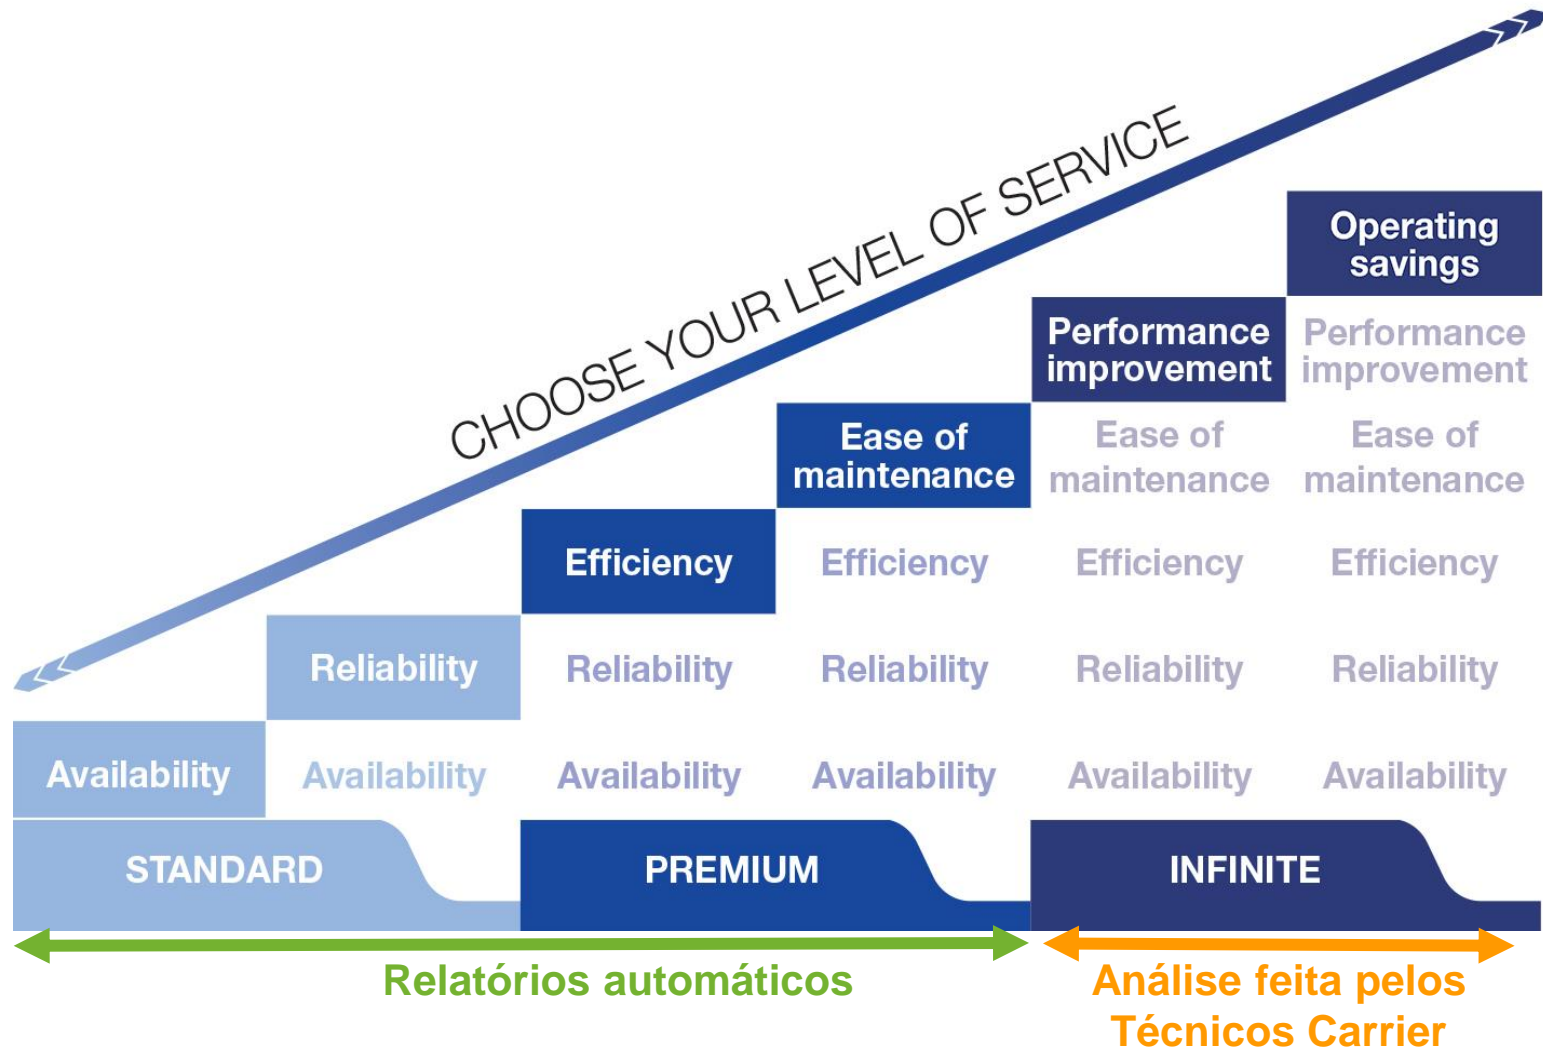 CHOOSE YOUR LEVEL OF SERVICE
Operating
savings
Performance
improvement
Performance
improvement
Ease of
maintenance
Ease of
maintenance
Ease of
maintenance
Efficiency
Efficiency
Efficiency
Efficiency
Reliability
Reliability
Reliability
Reliability
Reliability
Availability
Availability
Availability
Availability
Availability
Availability
STANDARD
PREMIUM
INFINITE
Relatórios automáticos
Análise feita pelos
Técnicos Carrier